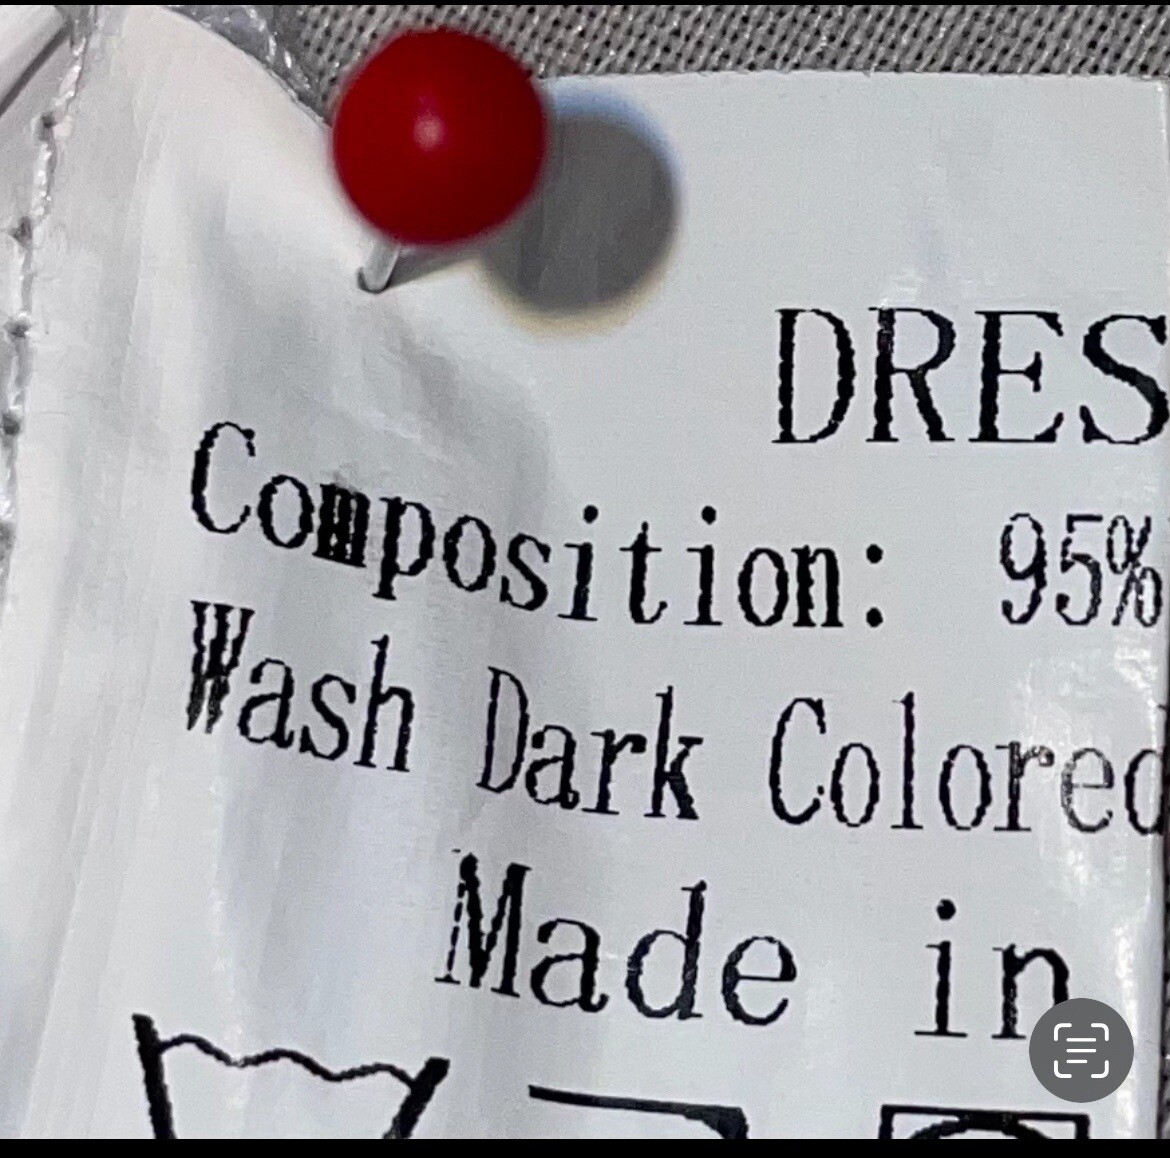 DRES
Composition: 95%
Wash Dark Colored
Made in